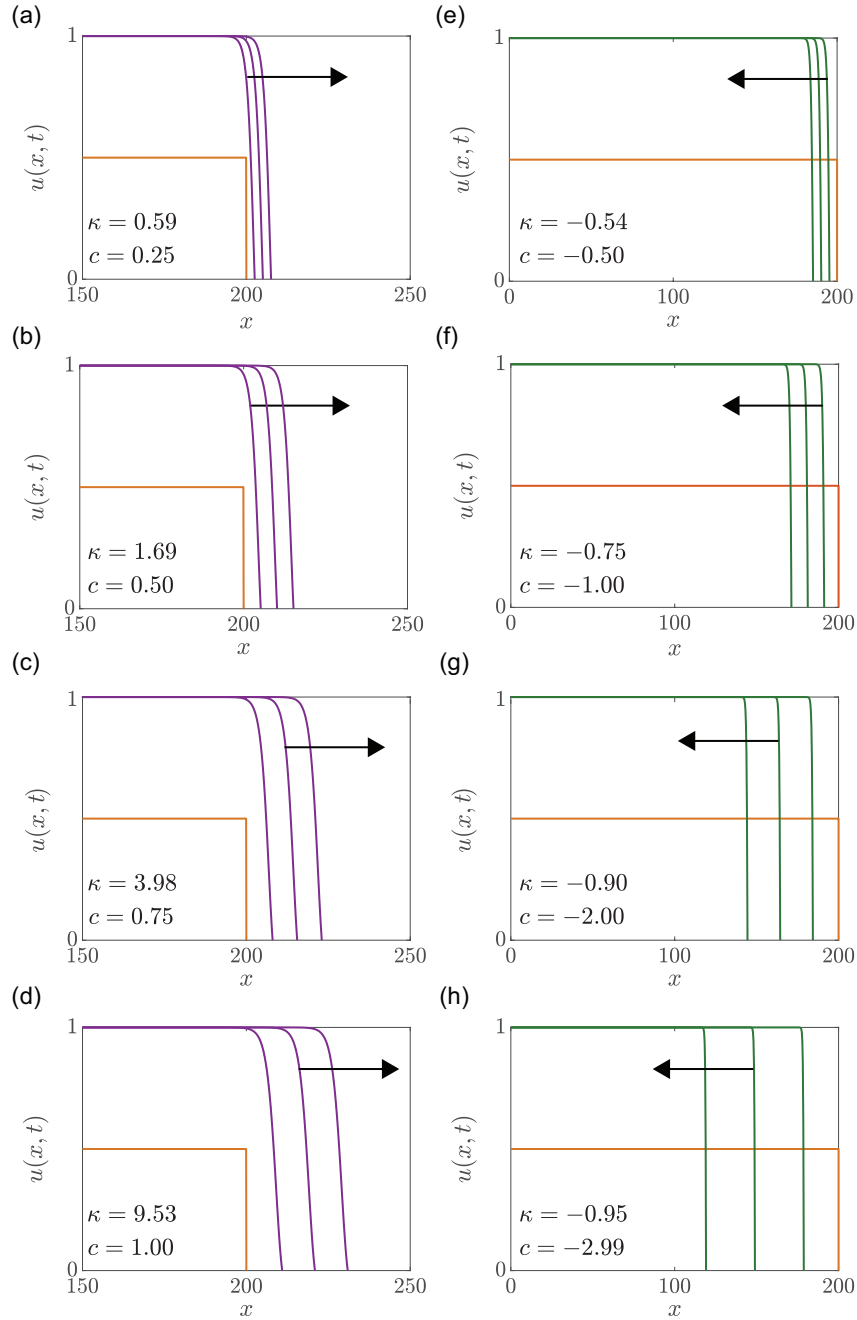 (a)
1
u(x, t)
κ = 0.59
c = 0.25
0
150
200
250
x
(e)
1
u(x, t)
κ = −0.54
c = −0.50
0
0
100
200
x
(b)
1
u(x, t)
κ = 1.69
c = 0.50
0
150
200
250
x
(f)
1
u(x, t)
κ = −0.75
c = −1.00
0
0
100
200
x
(c)
1
u(x, t)
κ = 3.98
c = 0.75
0
150
200
250
x
(g)
1
u(x, t)
κ = −0.90
c = −2.00
0
0
100
200
x
(d)
1
u(x, t)
κ = 9.53
c = 1.00
0
150
200
250
x
(h)
1
u(x, t)
κ = −0.95
c = −2.99
0
0
100
200
x